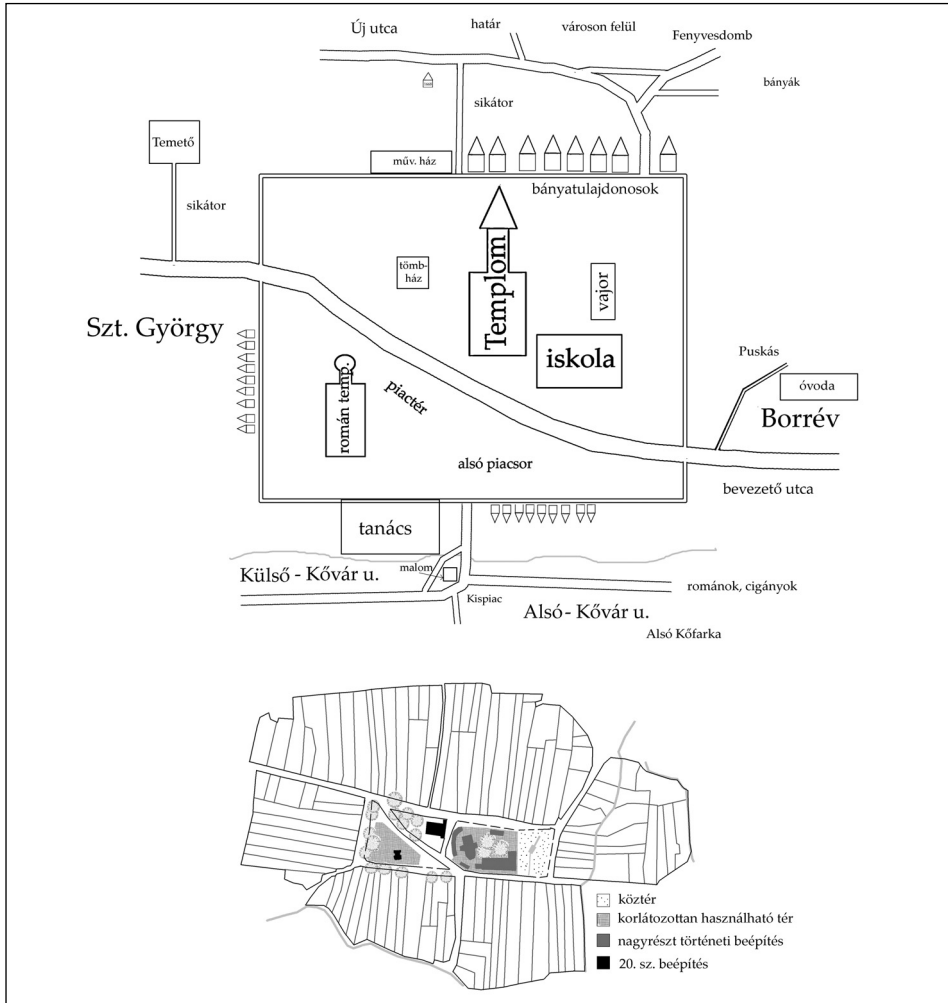 Új utca
határ
városon felül
Fenyvesdomb
bányák
sikátor
Temető
műv. ház
bányatulajdonosok
sikátor
Templom
tömb-
ház
vajor
Szt. György
iskola
román temp.
piactér
Puskás
óvoda
Borrév
alsó piacsor
bevezető utca
tanács
Külső - Kővár u.
malom
románok, cigányok
Kispiac
Alsó - Kővár u.
Alsó Kőfarka
köztér
korlátozottan használható tér
nagyrészt történeti beépítés
20. sz. beépítés